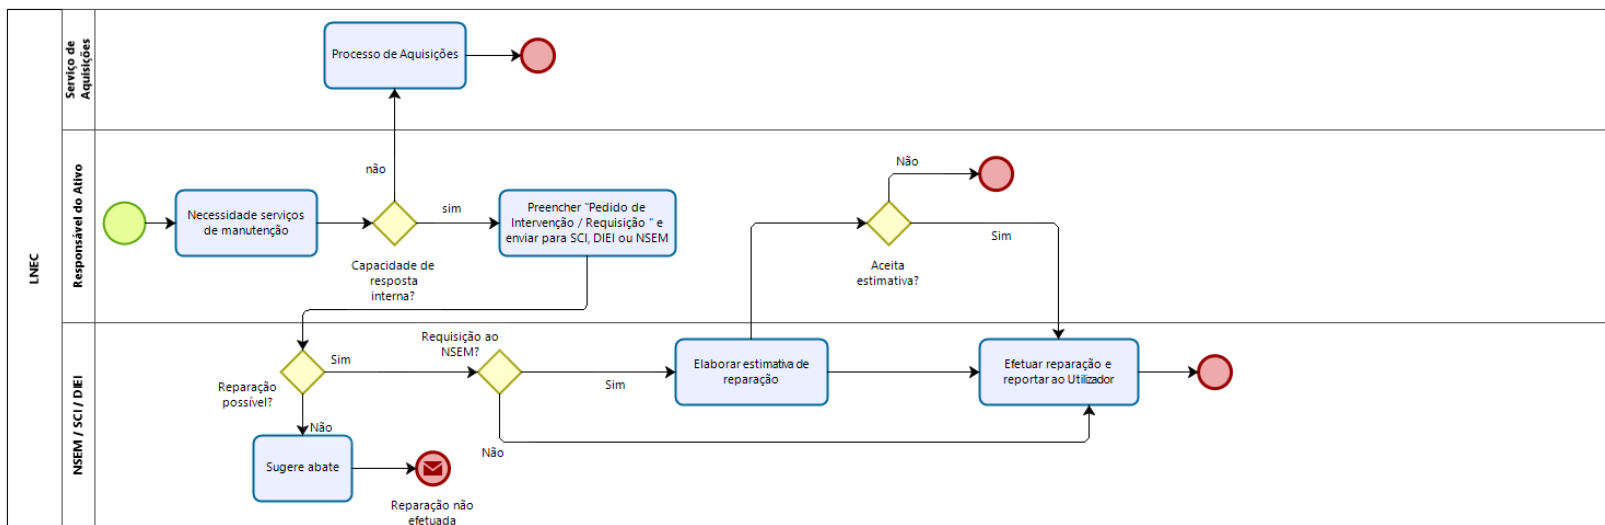 LNEC
Serviço de
Aquisições
Processo de Aquisições
Responsável do Ativo
Necessidade serviços
de manutenção
não
Capacidade de
resposta
interna?
sim
Preencher "Pedido de
Intervenção / Requisição " e
enviar para SCI, DIEI ou NSEM
Não
Aceita
estimativa?
Sim
NSEM / SCI / DIEI
Reparação
possível?
Sim
Não
Sugere abate
Reparação não
efetuada
Requisição ao
NSEM?
Sim
Não
Elaborar estimativa de
reparação
Efetuar reparação e
reportar ao Utilizador